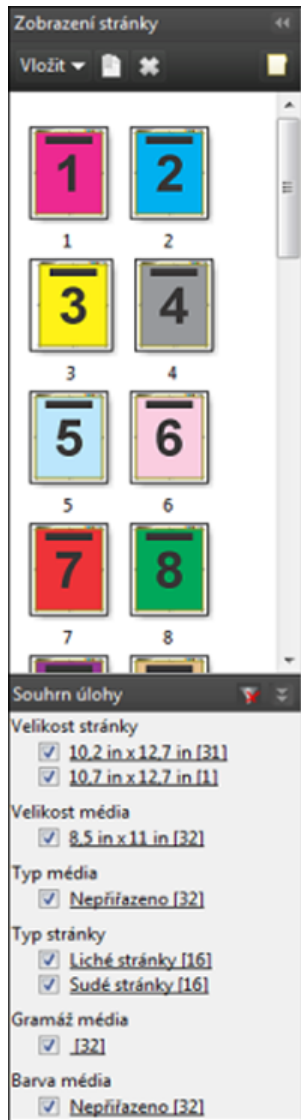 Zobrazení stránky
Vložit
1 2
1 2
3 4
3 4
5 6
5 6
7 8
7 8
Souhrn úlohy
Velikost stránky
10,2 in x 12,7 in [31]
10,7 in x 12,7 in [1]
Velikost média
8,5 in x 11 in [32]
Typ média
Nepřiřazeno [32]
Typ stránky
Liché stránky [16]
Sudé stránky [16]
Gramáž média
[32]
Barva média
Nepřiřazeno [32]